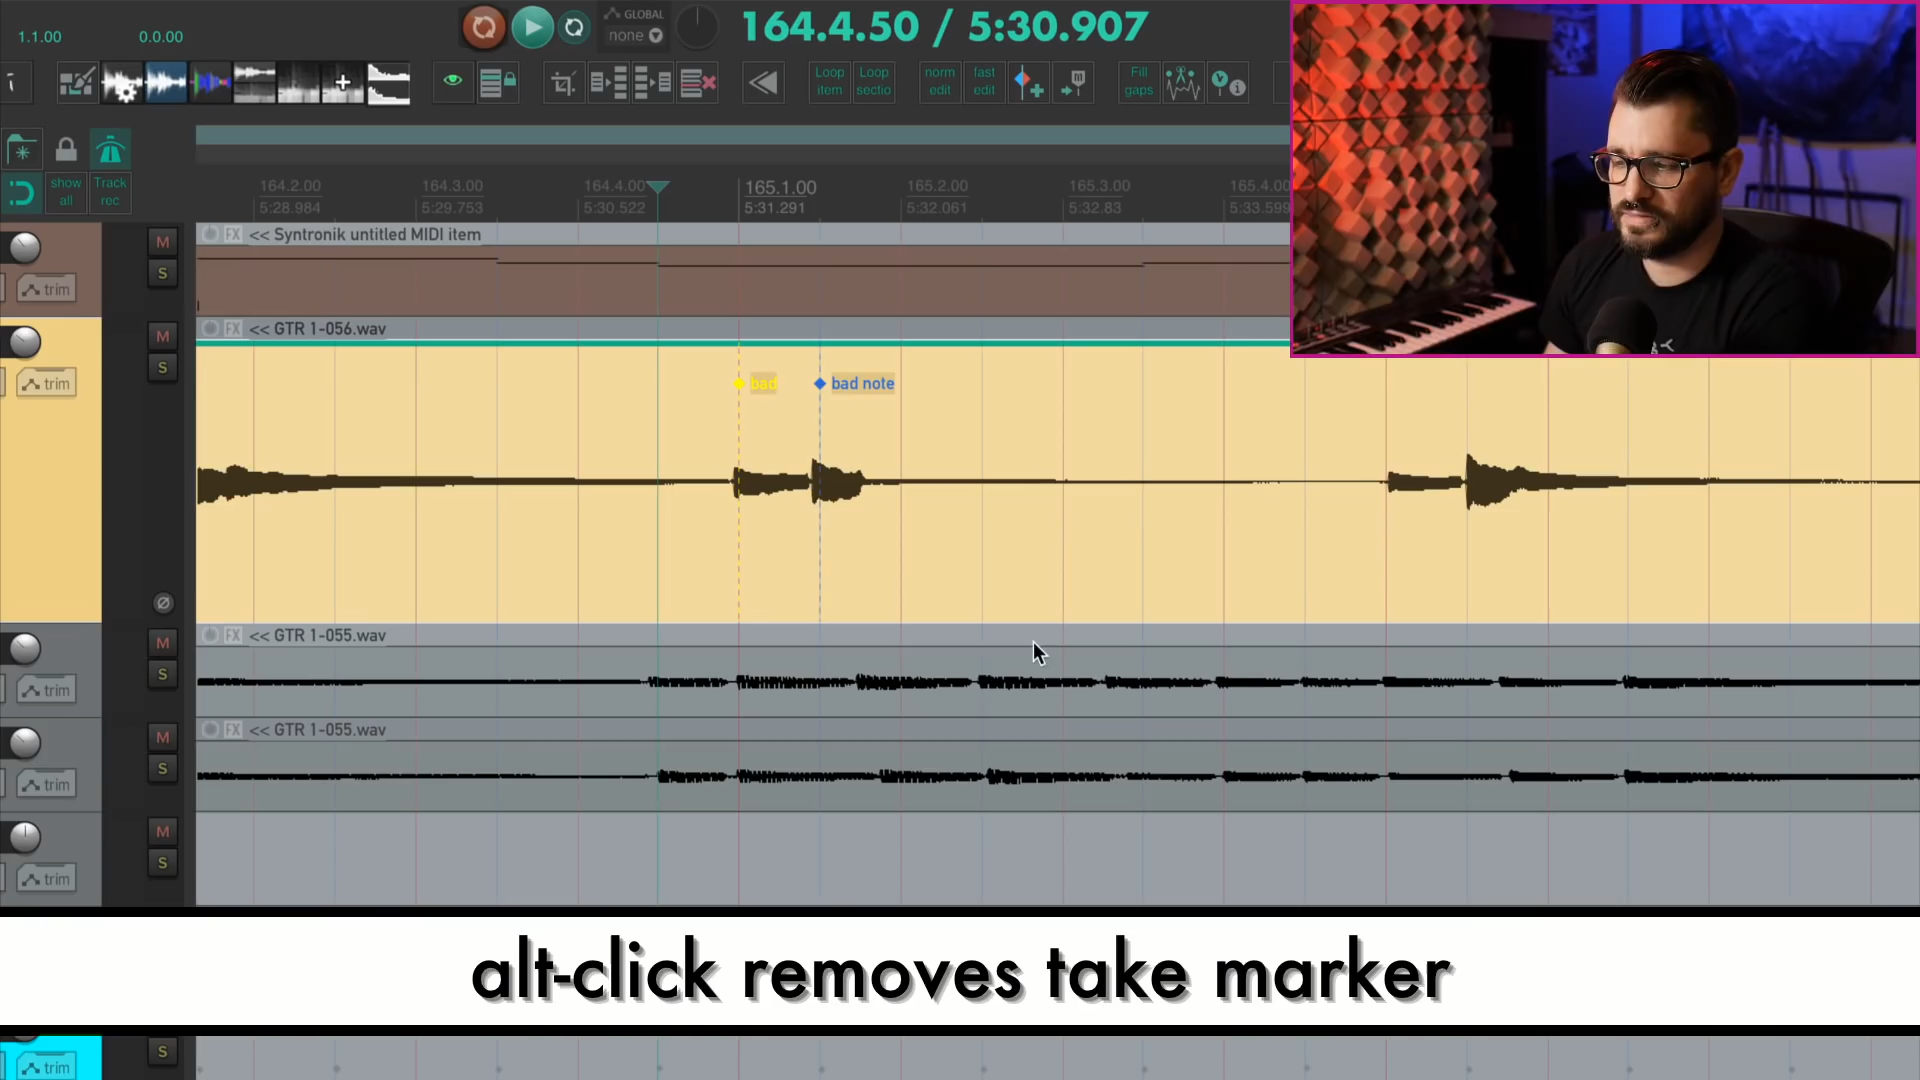 1.1.00
0.0.00
GLOBAL
none
164.4.50 / 5:30.907
Loop item
Loop sectio
norm edit
fast edit
Fill gaps
show all
Track rec
164.2.00
5:28.984
164.3.00
5:29.753
164.4.00
5:30.522
165.1.00
5:31.291
165.2.00
5:32.061
165.3.00
5:32.83
165.4.00
5:33.599
M
S
trim
FX << Syntronik untitled MIDI item
M
S
trim
FX << GTR 1-056.wav
bad
bad note
M
S
trim
FX << GTR 1-055.wav
M
S
trim
FX << GTR 1-055.wav
M
S
trim
alt-click removes take marker
S
trim